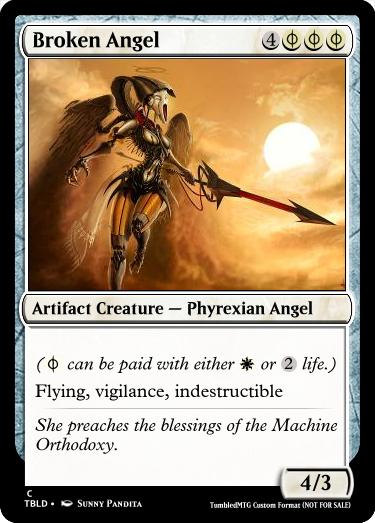 Broken Angel 4
Artifact Creature — Phyrexian Angel
( can be paid with either or 2 life.)
Flying, vigilance, indestructible
She preaches the blessings of the Machine
Orthodoxy.
4/3
C
TBLD • Sunny Pandita
TumbledMTG Custom Format (NOT FOR SALE)